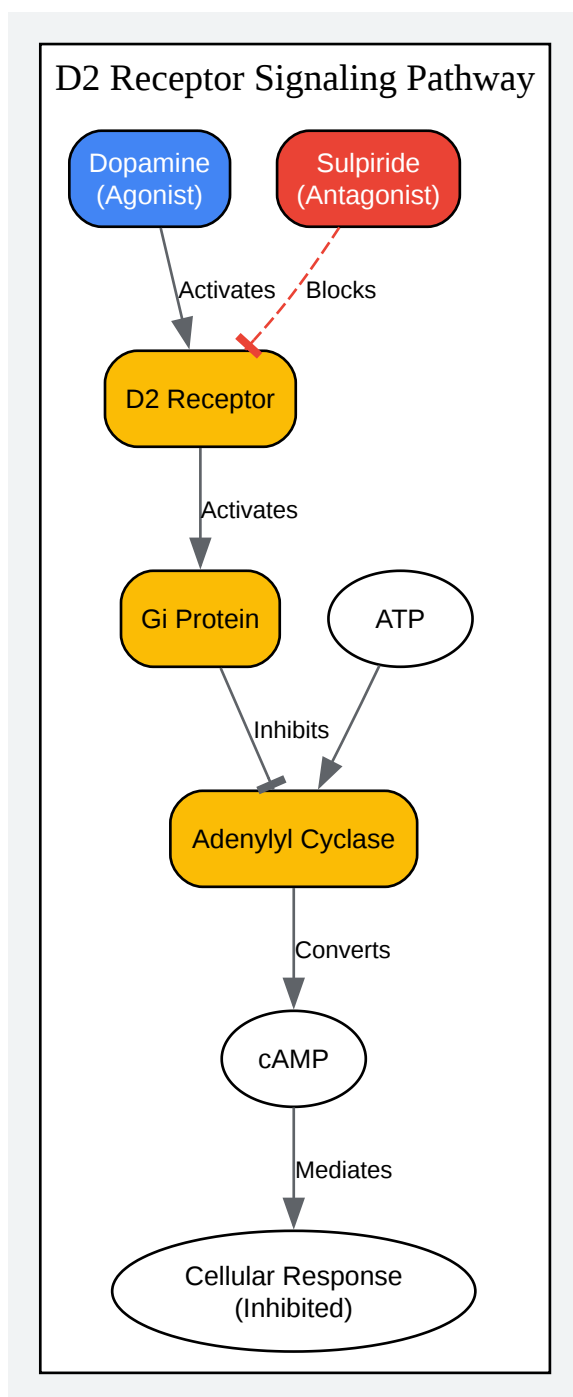 D2 Receptor Signaling Pathway
Dopamine
(Agonist)
Sulpiride
(Antagonist)
Activates
Blocks
D2 Receptor
Activates
Gi Protein
ATP
Inhibits
Adenylyl Cyclase
Converts
cAMP
Mediates
Cellular Response
(Inhibited)